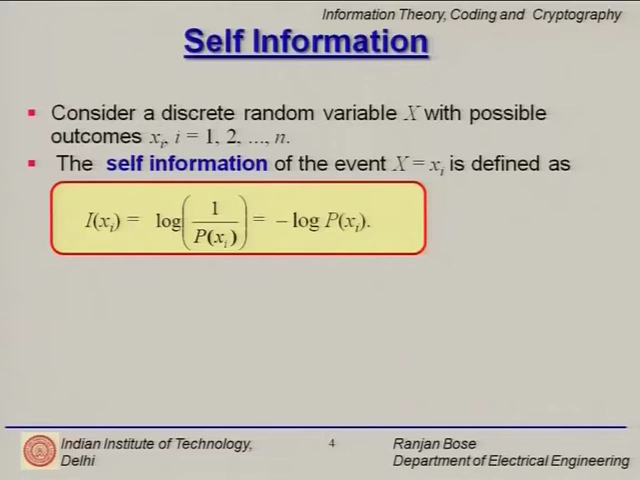 Information Theory, Coding and Cryptography
Self Information
▪ Consider a discrete random variable X with possible
outcomes xᵢ, i = 1, 2, ..., n.
▪ The self information of the event X = xᵢ is defined as
I(xᵢ) = log(1/P(xᵢ)) = − log P(xᵢ).
Indian Institute of Technology,
Delhi
4
Ranjan Bose
Department of Electrical Engineering